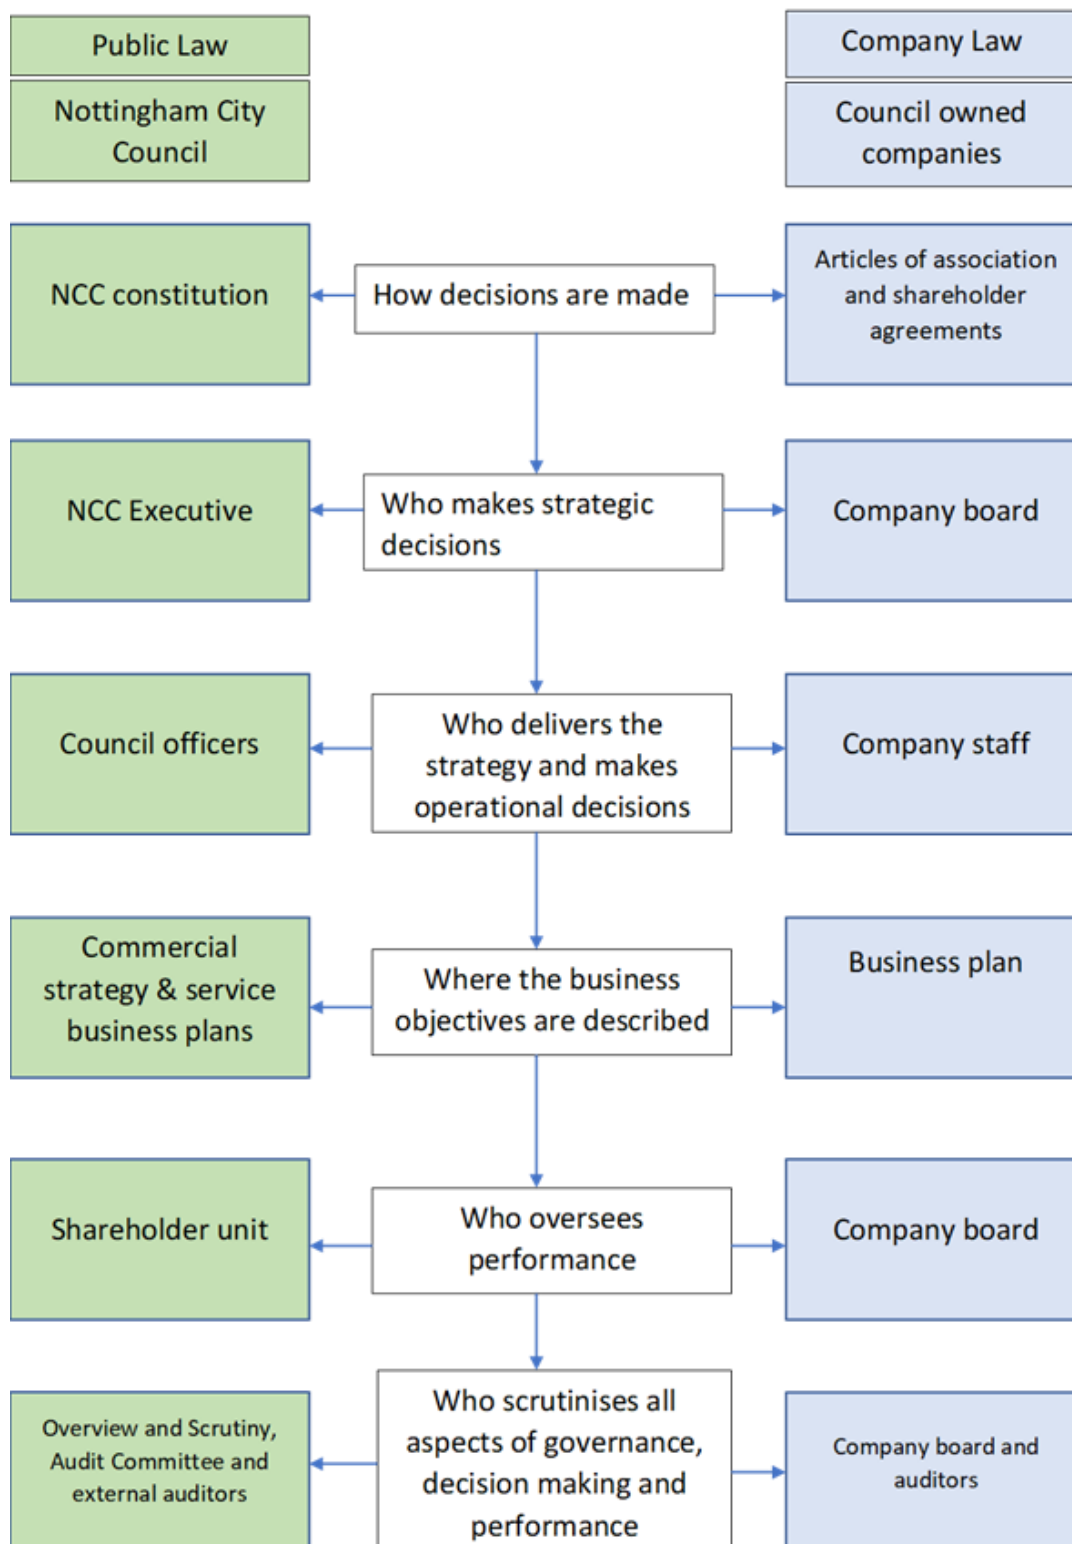 Public Law
Company Law
Nottingham City
Council
Council owned
companies
NCC constitution
How decisions are made
Articles of association
and shareholder
agreements
NCC Executive
Who makes strategic
decisions
Company board
Council officers
Who delivers the
strategy and makes
operational decisions
Company staff
Commercial
strategy & service
business plans
Where the business
objectives are described
Business plan
Shareholder unit
Who oversees
performance
Company board
Overview and Scrutiny,
Audit Committee and
external auditors
Who scrutinises all
aspects of governance,
decision making and
performance
Company board and
auditors